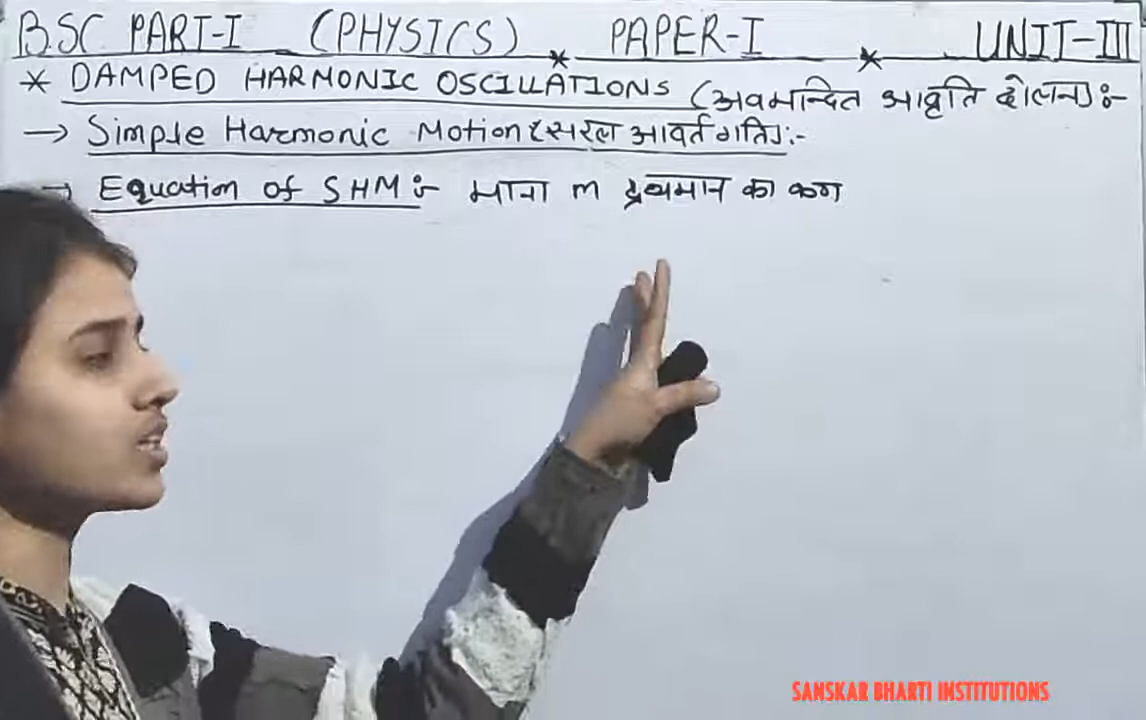 B.SC PART-I (PHYSICS) * PAPER-I * UNIT-III
* DAMPED HARMONIC OSCILLATIONS (अवमन्दित आवृति दोलन):-
→ Simple Harmonic Motion (सरल आवर्त गति):-
→ Equation of SHM:- माना m द्रव्यमान का कण
SANSKAR BHARTI INSTITUTIONS